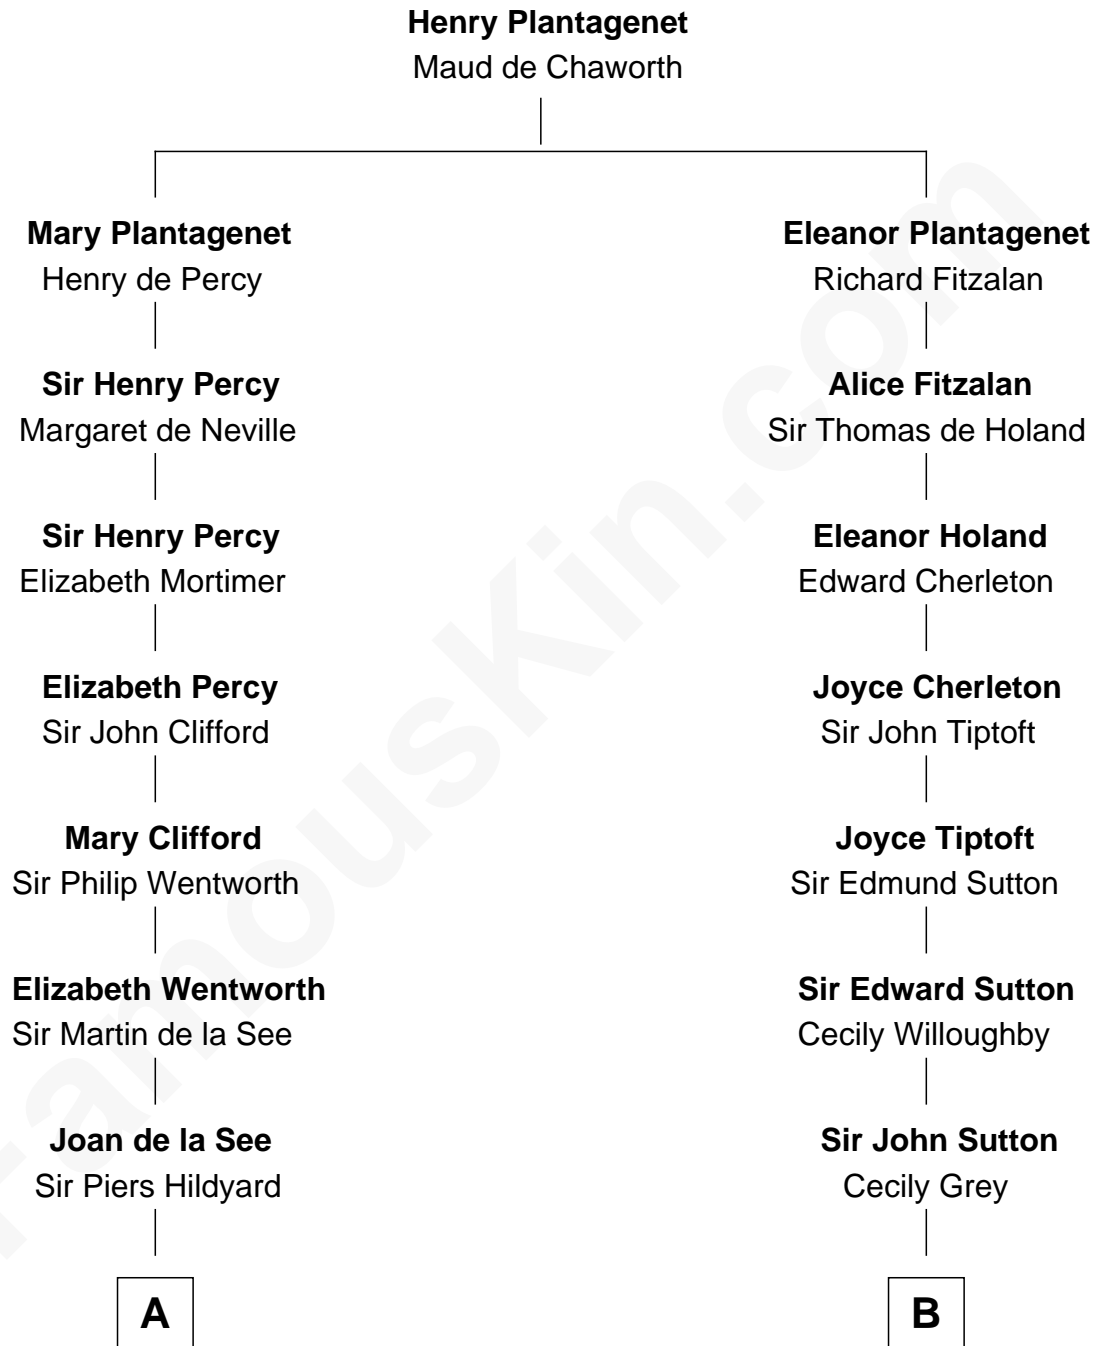 Henry Plantagenet
Maud de Chaworth
Mary Plantagenet
Henry de Percy
Eleanor Plantagenet
Richard Fitzalan
Sir Henry Percy
Margaret de Neville
Alice Fitzalan
Sir Thomas de Holand
Sir Henry Percy
Elizabeth Mortimer
Eleanor Holand
Edward Cherleton
Elizabeth Percy
Sir John Clifford
Joyce Cherleton
Sir John Tiptoft
Mary Clifford
Sir Philip Wentworth
Joyce Tiptoft
Sir Edmund Sutton
Elizabeth Wentworth
Sir Martin de la See
Sir Edward Sutton
Cecily Willoughby
Joan de la See
Sir Piers Hildyard
Sir John Sutton
Cecily Grey
A
B
FamousKin.com